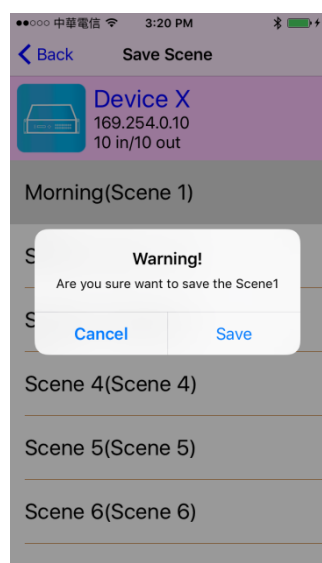 中華電信 3:20 PM
Back Save Scene
Device X
169.254.0.10
10 in/10 out
Morning(Scene 1)
S
Warning!
Are you sure want to save the Scene1
S
Cancel Save
Scene 4(Scene 4)
Scene 5(Scene 5)
Scene 6(Scene 6)